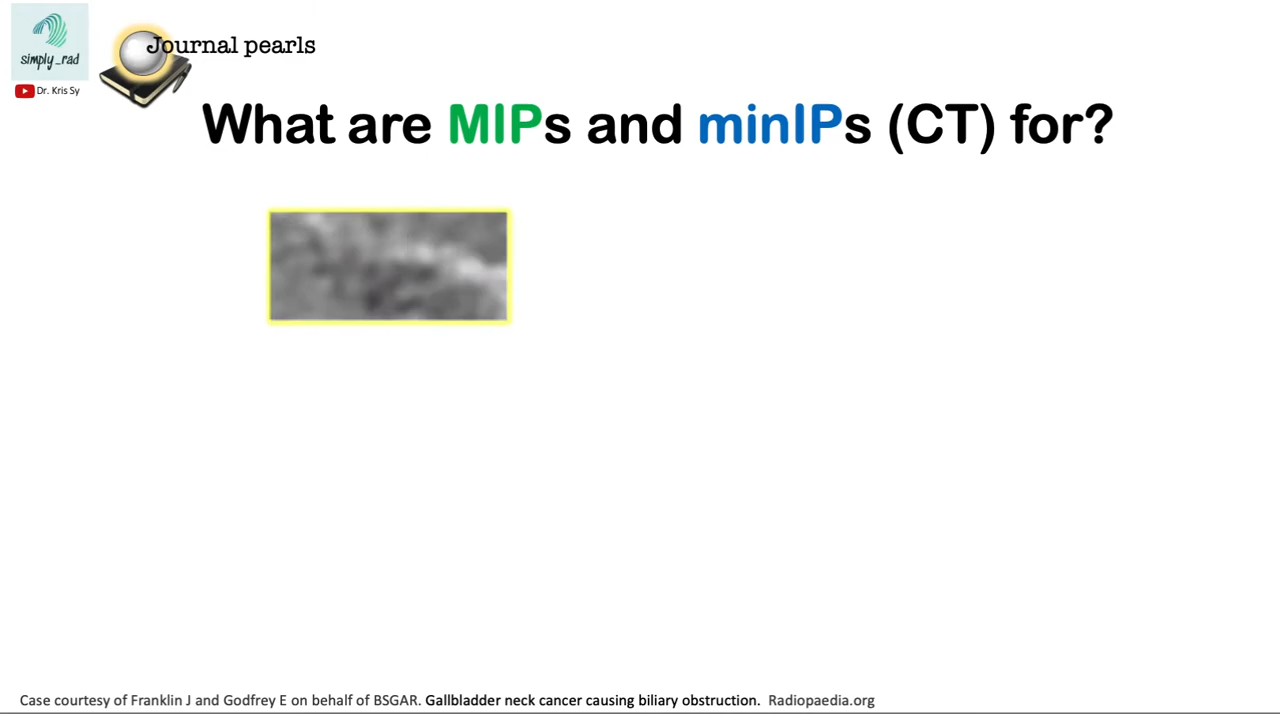 simply_rad
Dr. Kris Sy
Journal pearls
What are MIPs and minIPs (CT) for?
Case courtesy of Franklin J and Godfrey E on behalf of BSGAR. Gallbladder neck cancer causing biliary obstruction. Radiopaedia.org